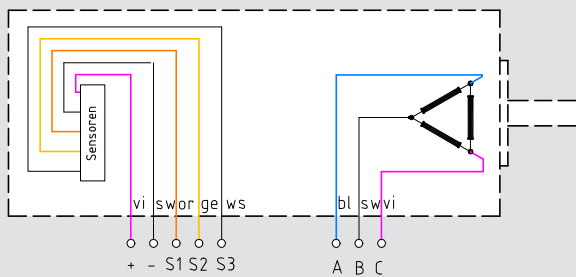 Sensoren
vi sw or ge ws bl sw vi
+ - S1 S2 S3 A B C